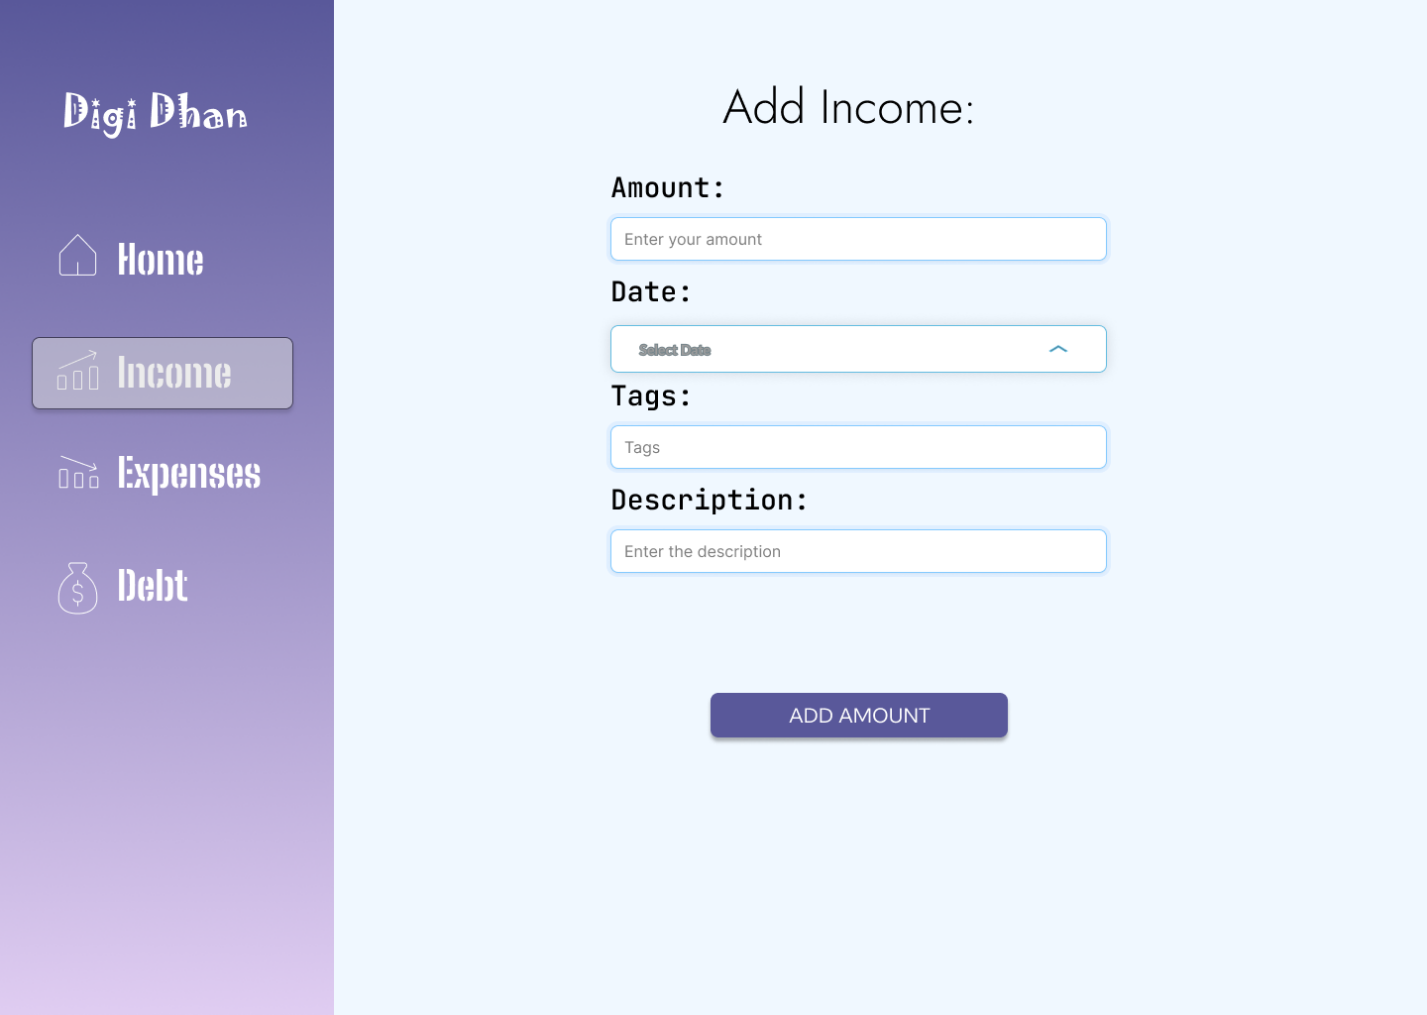 Digi Dhan
Home
Income
Expenses
Debt
Add Income:
Amount:
Enter your amount
Date:
Select Date
Tags:
Tags
Description:
Enter the description
ADD AMOUNT